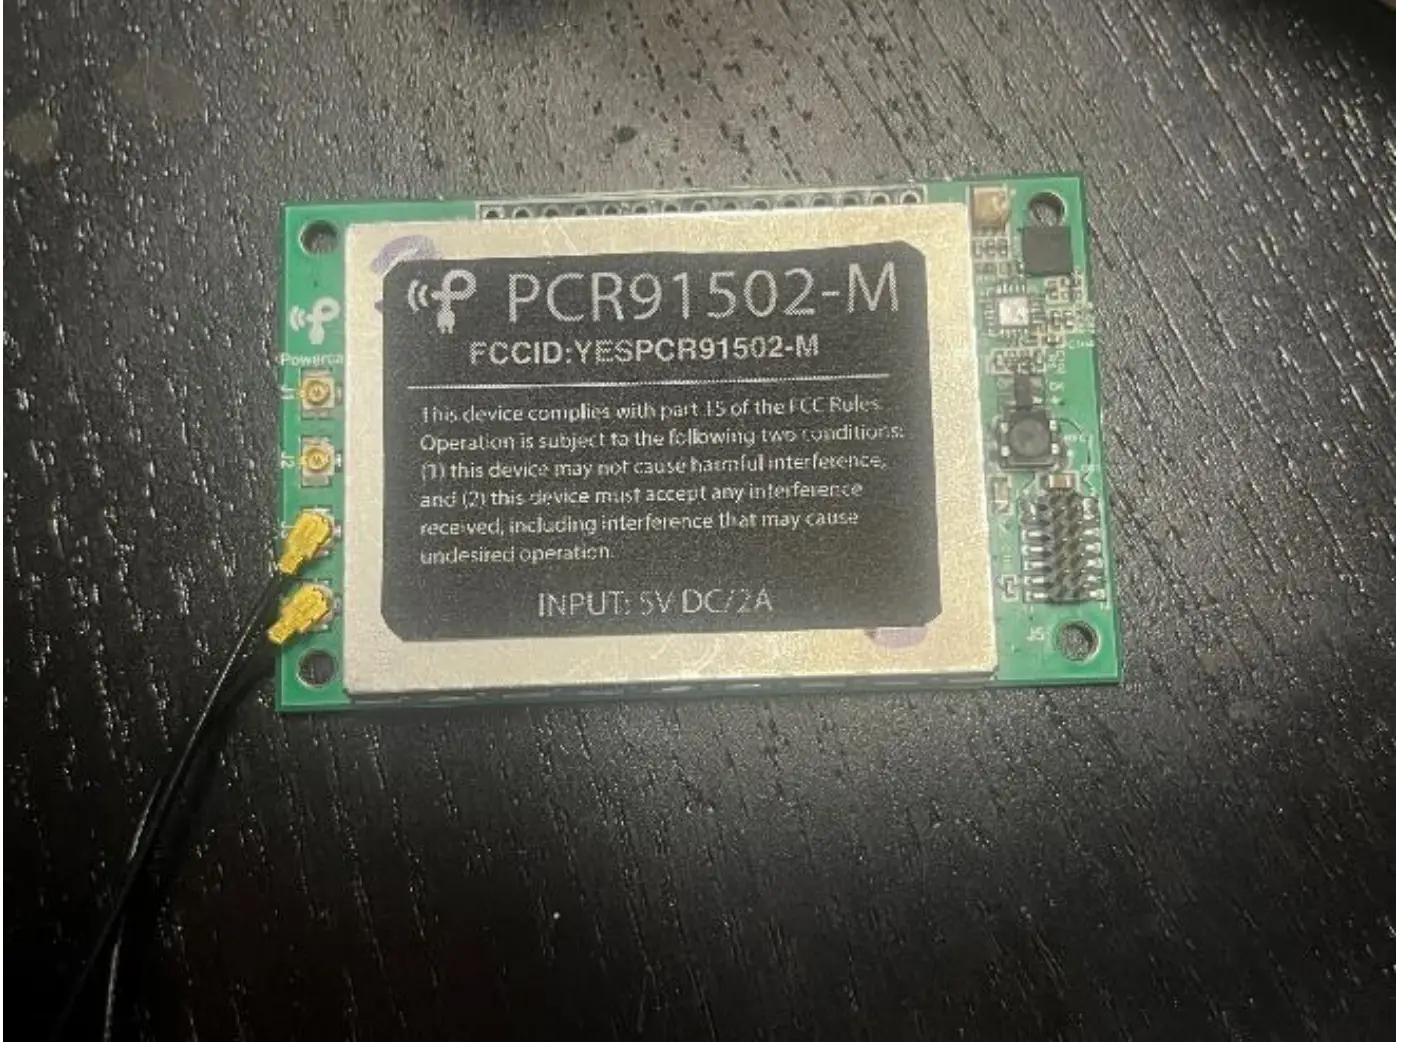 PCR91502-M
FCCID:YESPCR91502-M
This device complies with part 15 of the FCC Rules.
Operation is subject to the following two conditions:
(1) this device may not cause harmful interference,
and (2) this device must accept any interference
received, including interference that may cause
undesired operation.
INPUT: 5V DC/2A
Powerca
J1
J2
J5